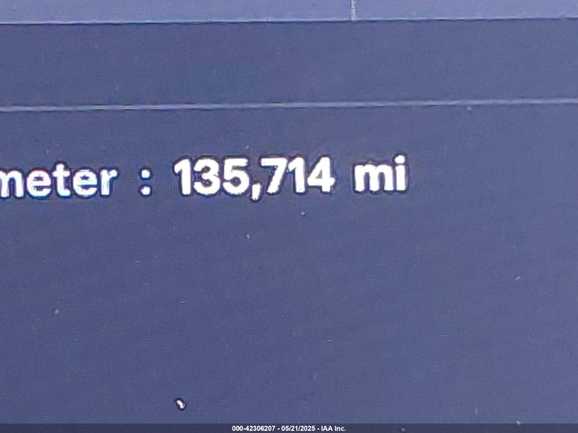 meter : 135,714 mi
000-42306207 - 05/21/2025 - IAA Inc.